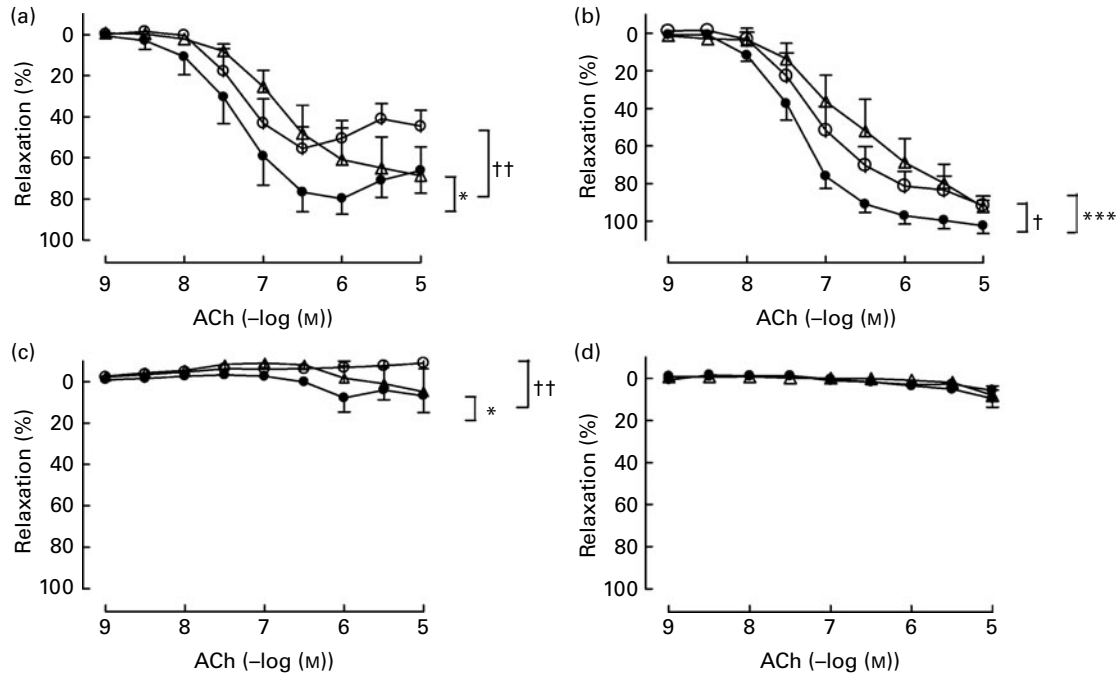 (a)
0
20
40
60
80
100
Relaxation (%)
††
*
9 8 7 6 5
ACh (–log (M))
(b)
0
20
40
60
80
100
Relaxation (%)
†
***
9 8 7 6 5
ACh (–log (M))
(c)
0
20
40
60
80
100
Relaxation (%)
††
*
9 8 7 6 5
ACh (–log (M))
(d)
0
20
40
60
80
100
Relaxation (%)
9 8 7 6 5
ACh (–log (M))